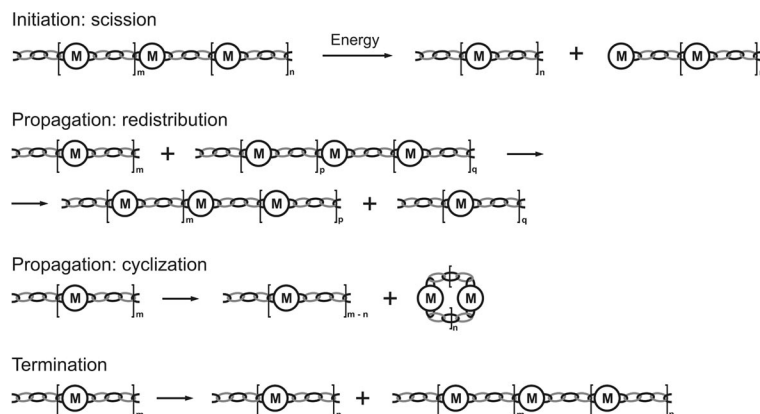 Initiation: scission
M M M Energy M + M M
m n n
Propagation: redistribution
M + M M M
m p q
M M M + M
m p q
Propagation: cyclization
M M + M M
m m - n n
Termination
M M + M M M